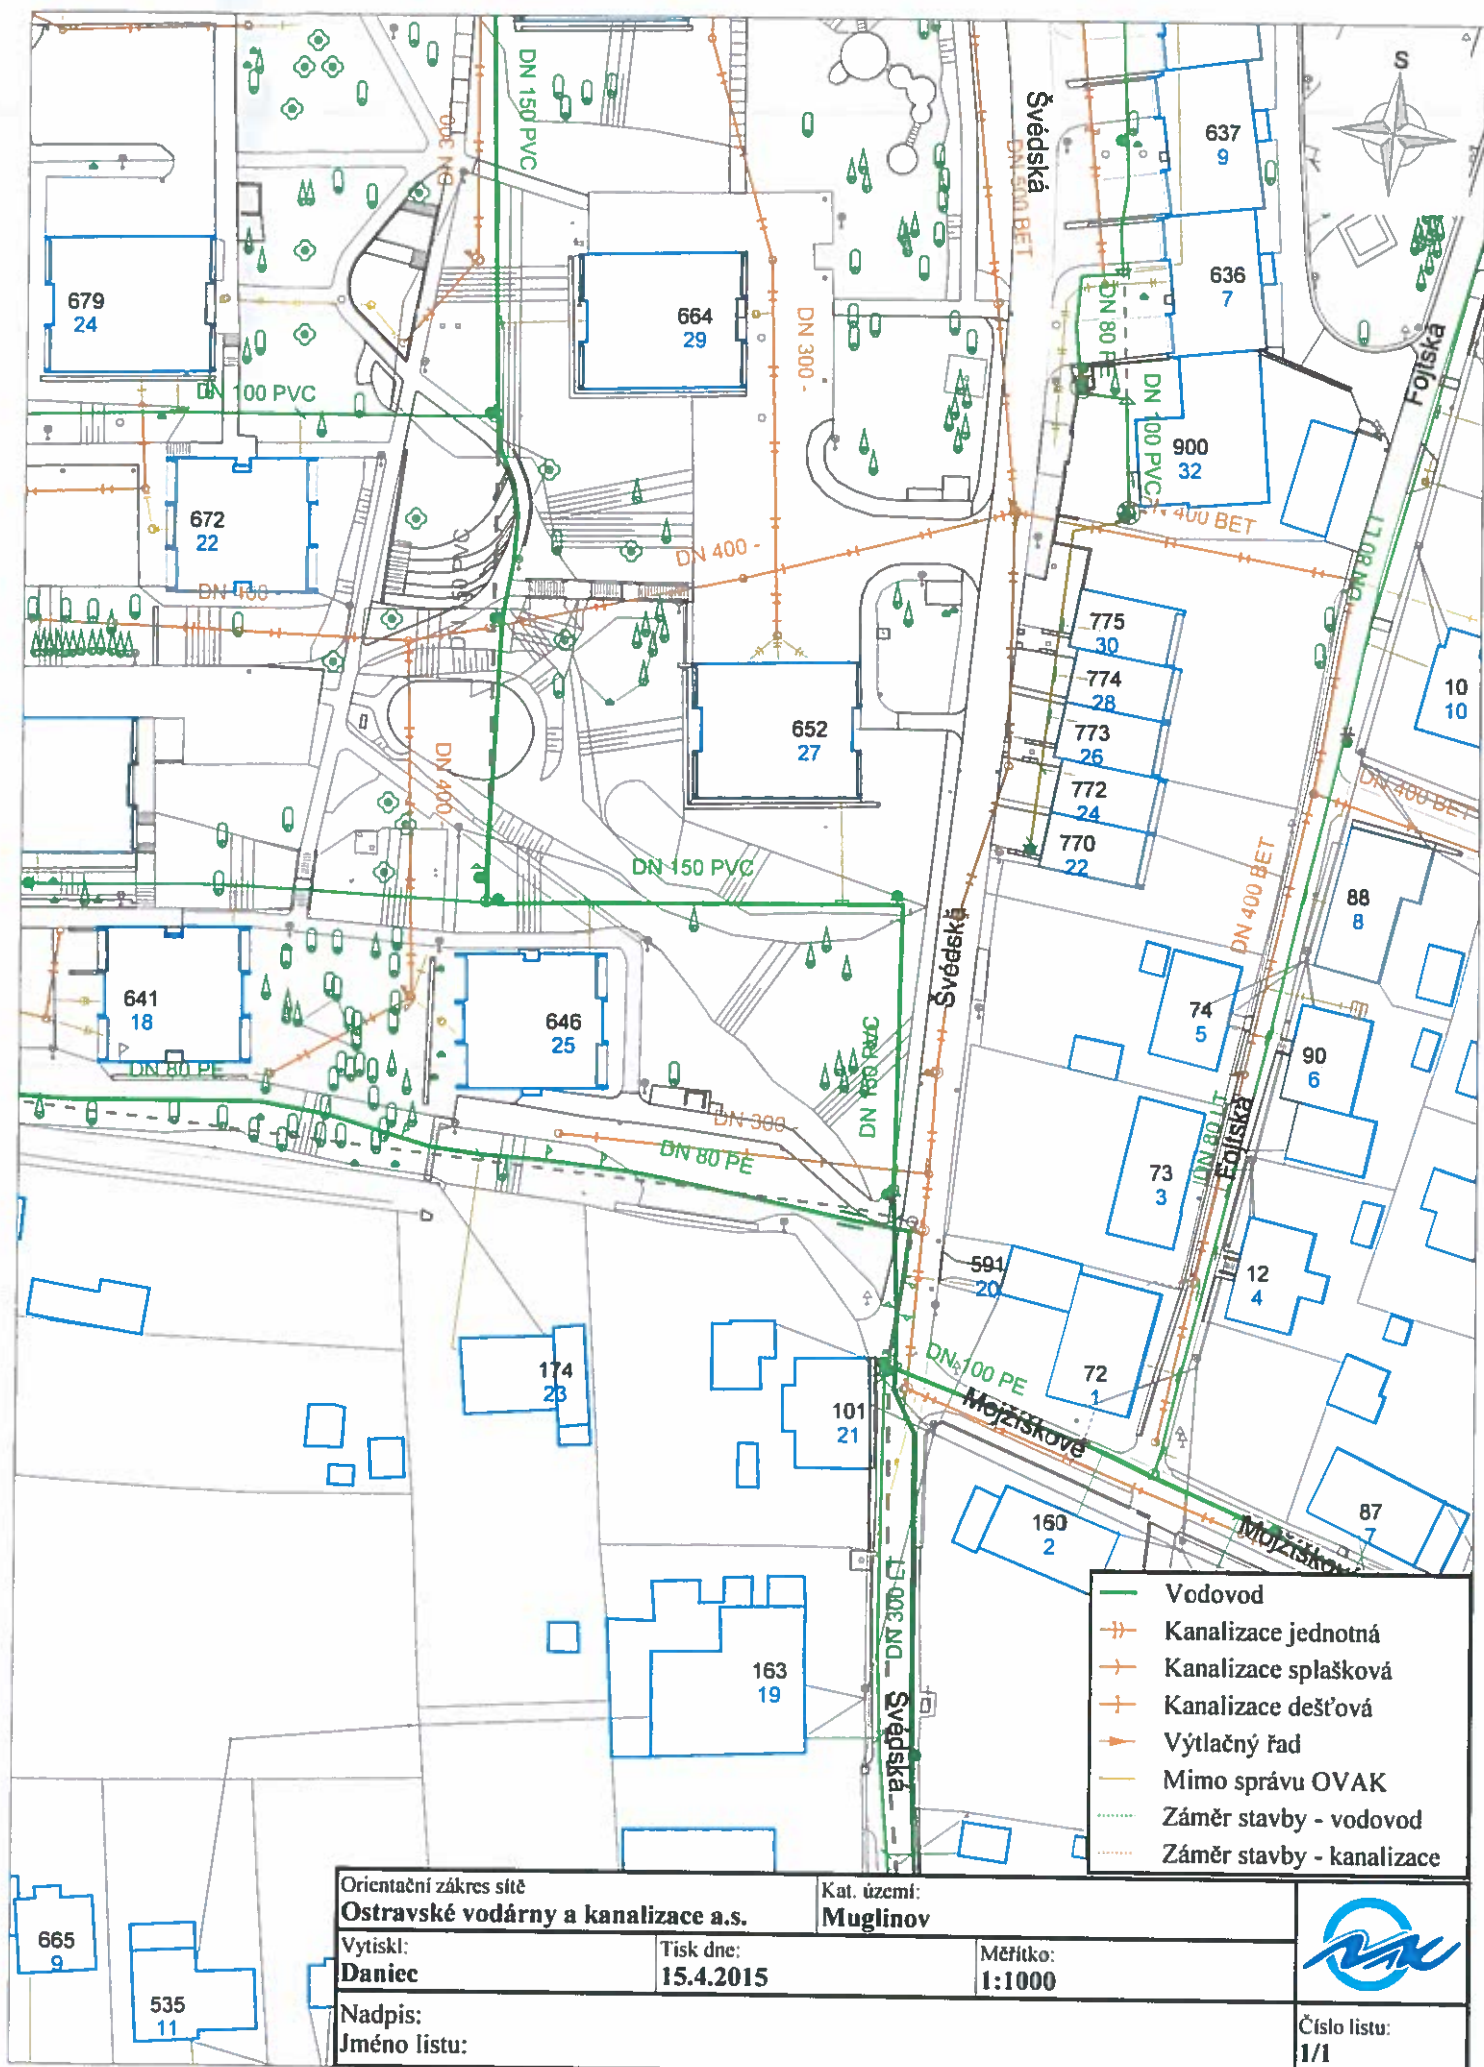 S
DN 150 PVC
DN 300
Švédská
DN 500 BET
637
9
636
7
679
24
664
29
DN 300 -
DN 80 P
Fojtská
DN 100 PVC
DN 100 PVC
900
32
672
22
DN 400 -
DN 400 BET
DN 80 LT
DN 400 -
775
30
774
28
10
10
652
27
773
26
DN 400
772
24
DN 400 BET
770
22
DN 150 PVC
DN 400 BET
88
8
Švédská
641
18
646
25
74
5
90
6
DN 80 PE
DN 150 PVC
DN 300
DN 80 PE
DN 80 LT
Fojtská
73
3
591
20
12
4
174
23
DN 100 PE
72
1
101
21
Mojžíškové
160
2
87
7
Mojžíškov
DN 300 LT
163
19
Švédská
Vodovod
Kanalizace jednotná
Kanalizace splašková
Kanalizace dešťová
Výtlačný řad
Mimo správu OVAK
Záměr stavby - vodovod
Záměr stavby - kanalizace
665
9
535
11
Orientační zákres sítě
Ostravské vodárny a kanalizace a.s.
Kat. území:
Muglinov
Vytiskl:
Daniec
Tisk dne:
15.4.2015
Měřítko:
1:1000
Nadpis:
Jméno listu:
Číslo listu:
1/1